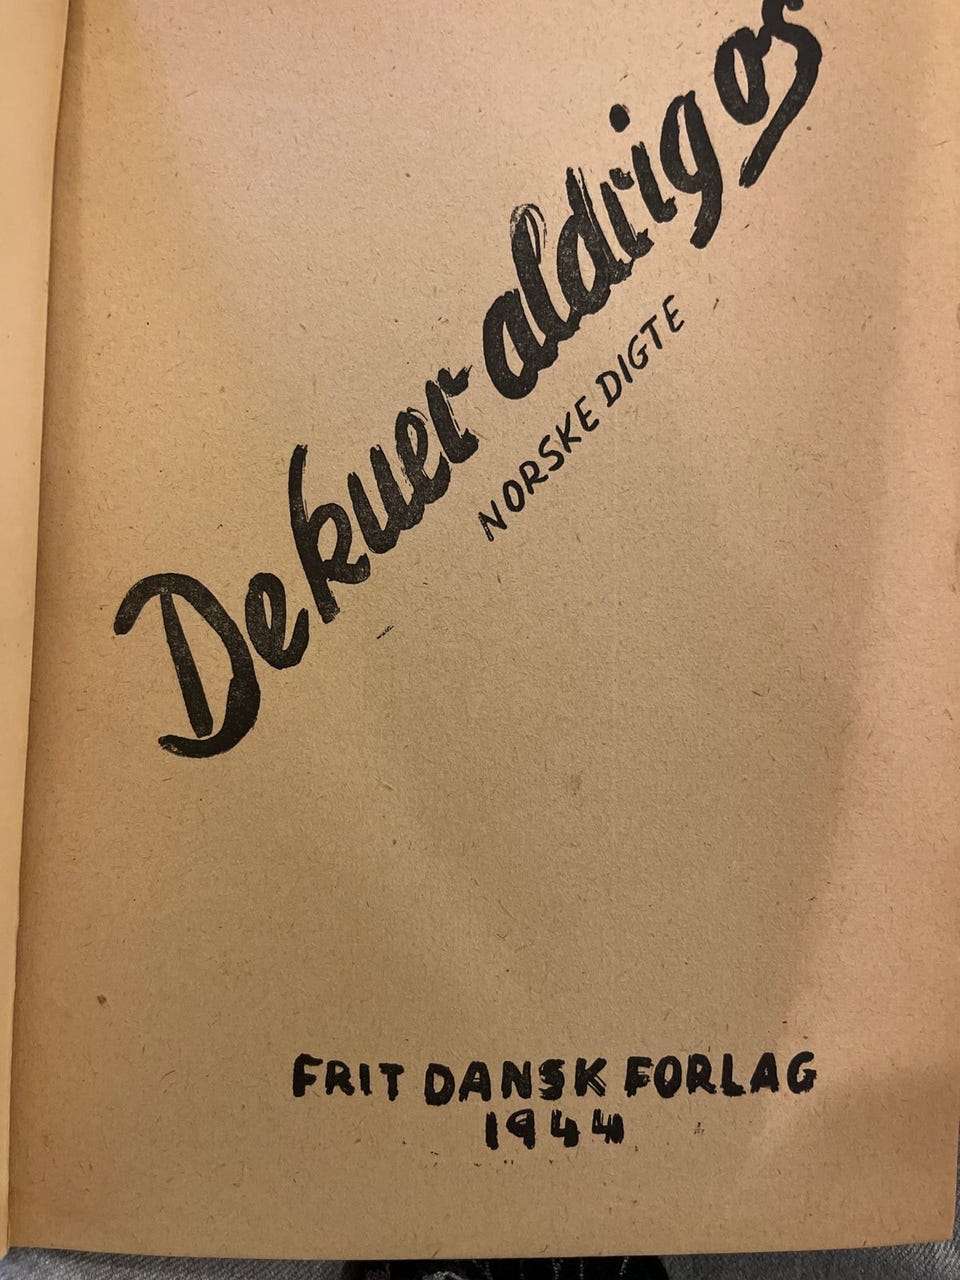 De kuer aldrig os
NORSKE DIGTE
FRIT DANSK FORLAG
1944